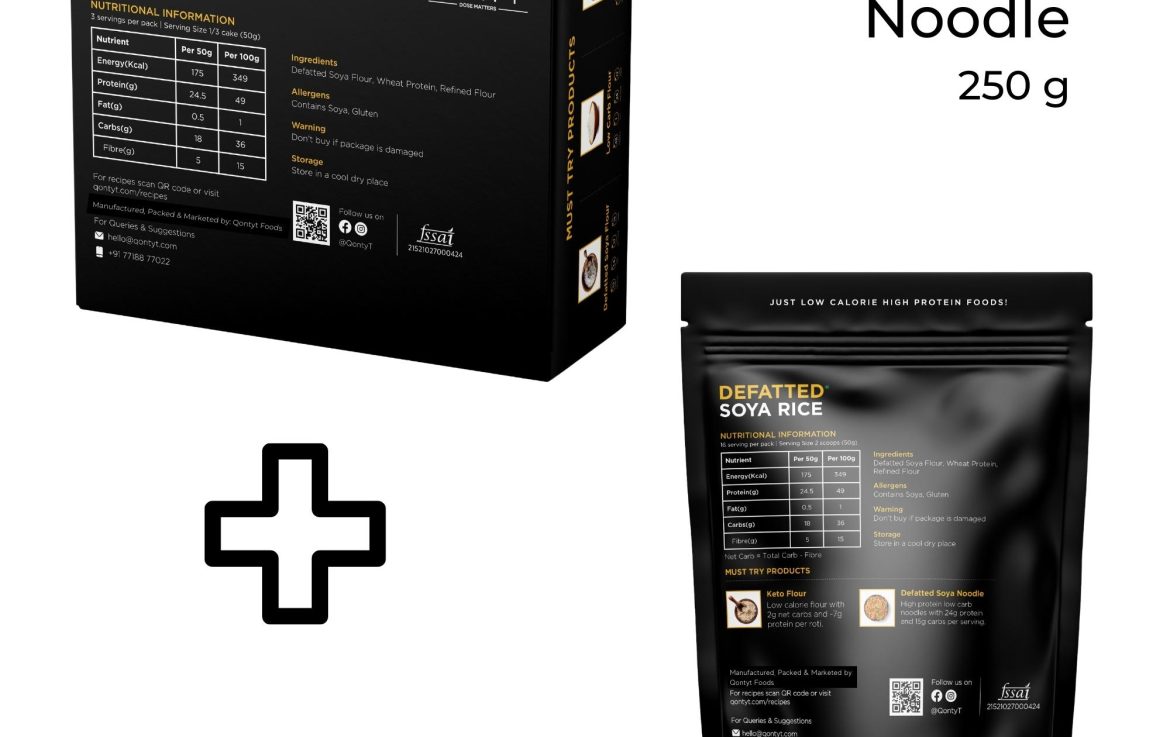 DOSE MATTERS
NUTRITIONAL INFORMATION
3 servings per pack | Serving Size 1/3 cake (50g)
Nutrient Per 50g Per 100g
Energy(Kcal) 175 349
Protein(g) 24.5 49
Fat(g) 0.5 1
Carbs(g) 18 36
Fibre(g) 5 15
Ingredients
Defatted Soya Flour, Wheat Protein, Refined Flour
Allergens
Contains Soya, Gluten
Warning
Don't buy if package is damaged
Storage
Store in a cool dry place
For recipes scan QR code or visit
qontyt.com/recipes
Manufactured, Packed & Marketed by: Qontyt Foods
For Queries & Suggestions
hello@qontyt.com
+91 77188 77022
Follow us on
@QontyT
fssai
21521027000424
MUST TRY PRODUCTS
Low Carb Flour
Defatted Soya Flour
Noodle
250 g
JUST LOW CALORIE HIGH PROTEIN FOODS!
DEFATTED
SOYA RICE
NUTRITIONAL INFORMATION
16 serving per pack | Serving Size 2 scoops (50g)
Nutrient Per 50g Per 100g
Energy(Kcal) 175 349
Protein(g) 24.5 49
Fat(g) 0.5 1
Carbs(g) 18 36
Fibre(g) 5 15
Net Carb = Total Carb - Fibre
Ingredients
Defatted Soya Flour, Wheat Protein,
Refined Flour
Allergens
Contains Soya, Gluten
Warning
Don't buy if package is damaged
Storage
Store in a cool dry place
MUST TRY PRODUCTS
Keto Flour
Low calorie flour with
2g net carbs and ~7g
protein per roti.
Defatted Soya Noodle
High protein low carb
noodles with 24g protein
and 15g carbs per serving.
Manufactured, Packed & Marketed by
Qontyt Foods
For recipes scan QR code or visit
qontyt.com/recipes
For Queries & Suggestions
hello@qontyt.com
Follow us on
@QontyT
fssai
21521027000424